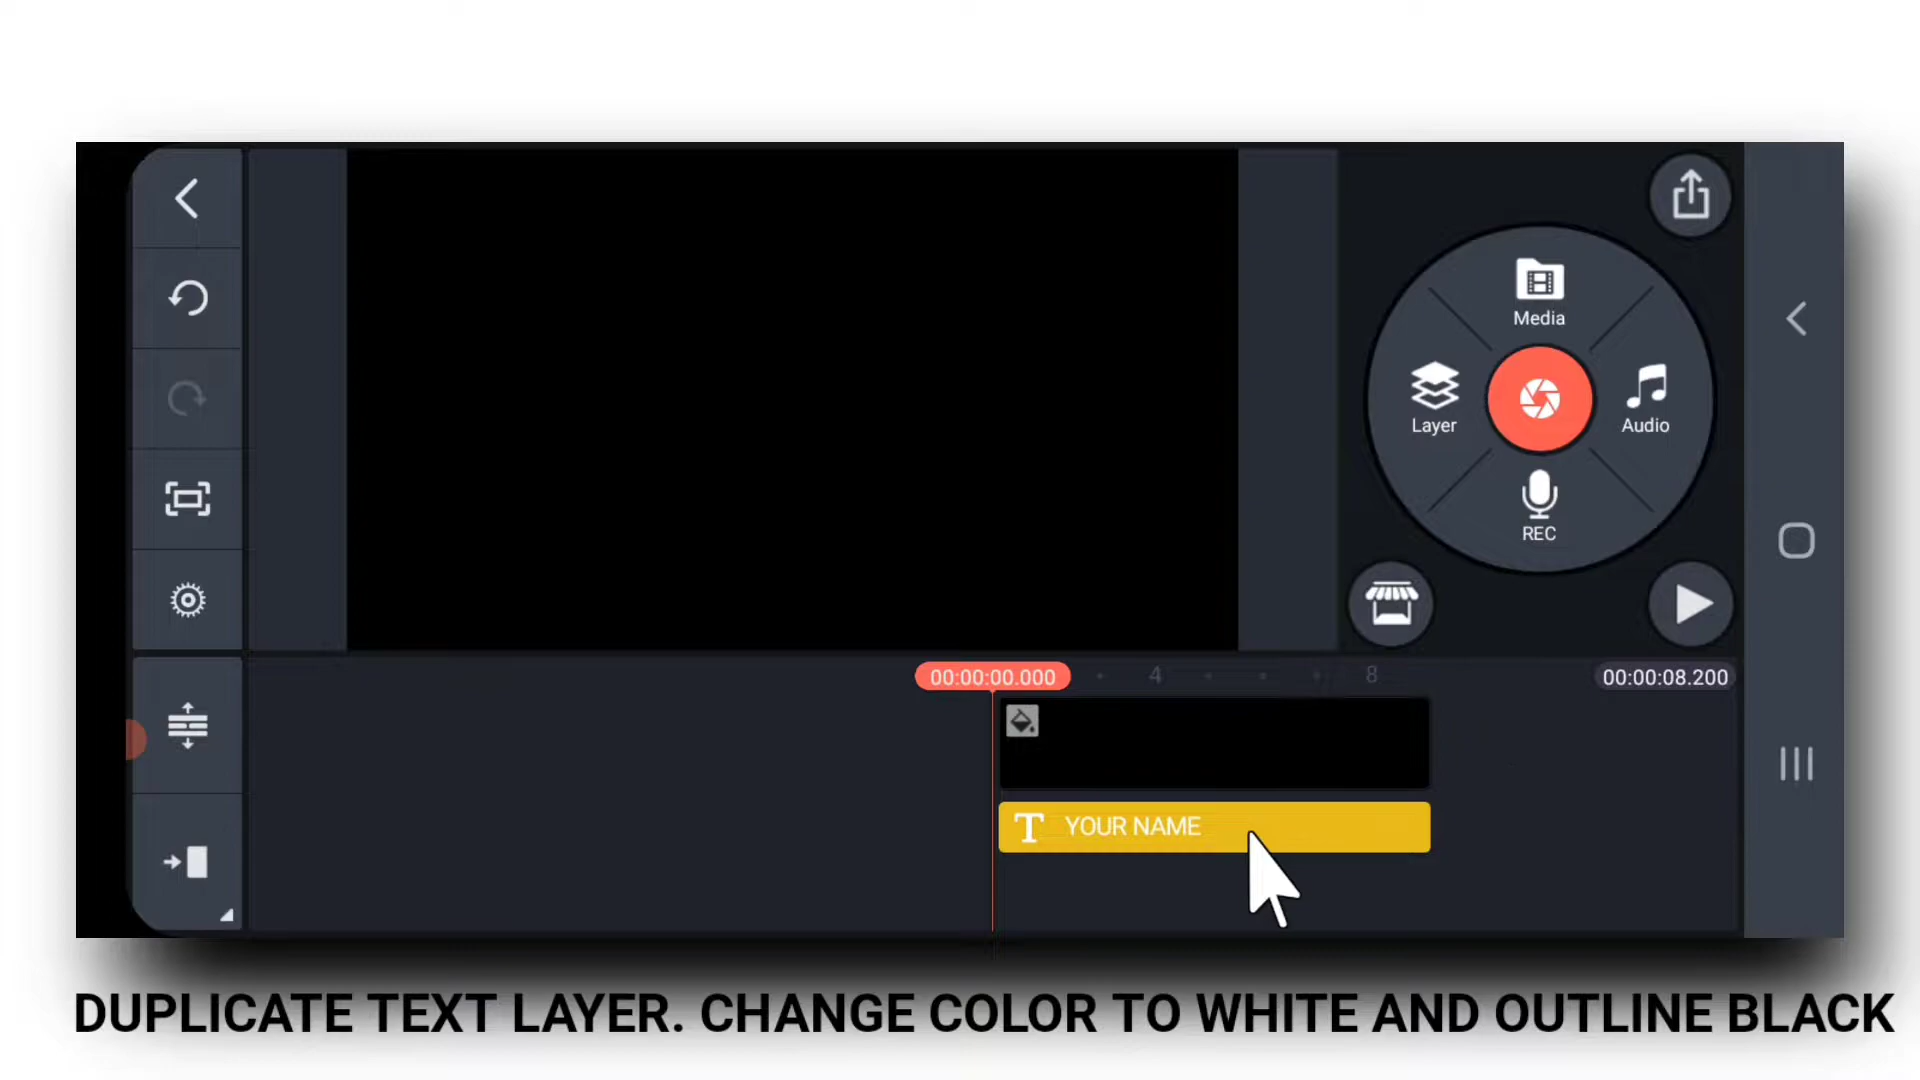 Media
Layer
Audio
REC
00:00:00.000
4
8
00:00:08.200
T YOUR NAME
DUPLICATE TEXT LAYER. CHANGE COLOR TO WHITE AND OUTLINE BLACK